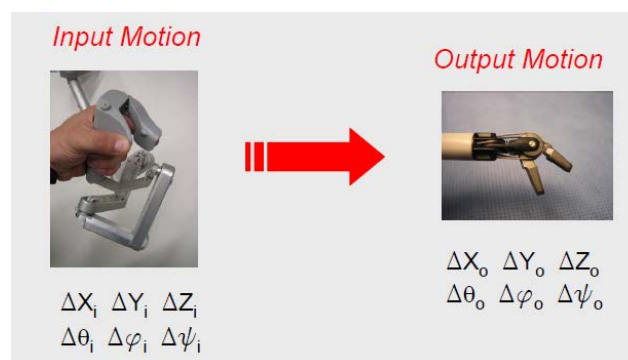 Input Motion
Output Motion
ΔXᵢ ΔYᵢ ΔZᵢ
Δθᵢ Δφᵢ Δψᵢ
ΔXₒ ΔYₒ ΔZₒ
Δθₒ Δφₒ Δψₒ